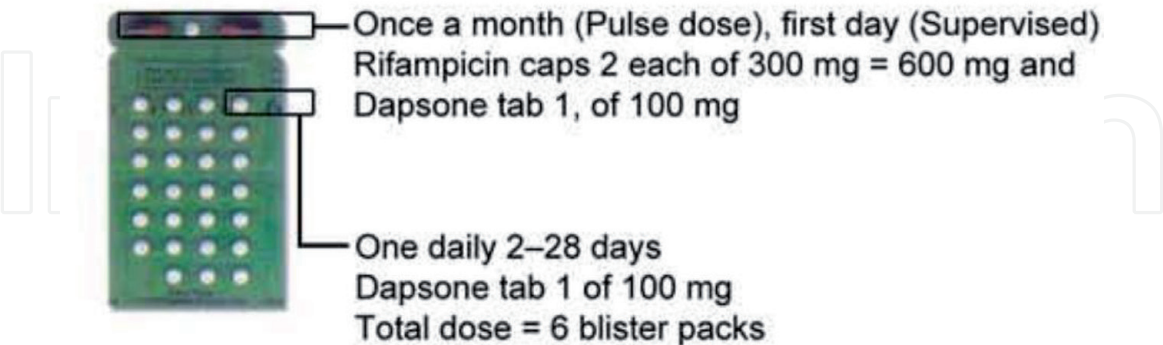 Once a month (Pulse dose), first day (Supervised)
Rifampicin caps 2 each of 300 mg = 600 mg and
Dapsone tab 1, of 100 mg
One daily 2–28 days
Dapsone tab 1 of 100 mg
Total dose = 6 blister packs